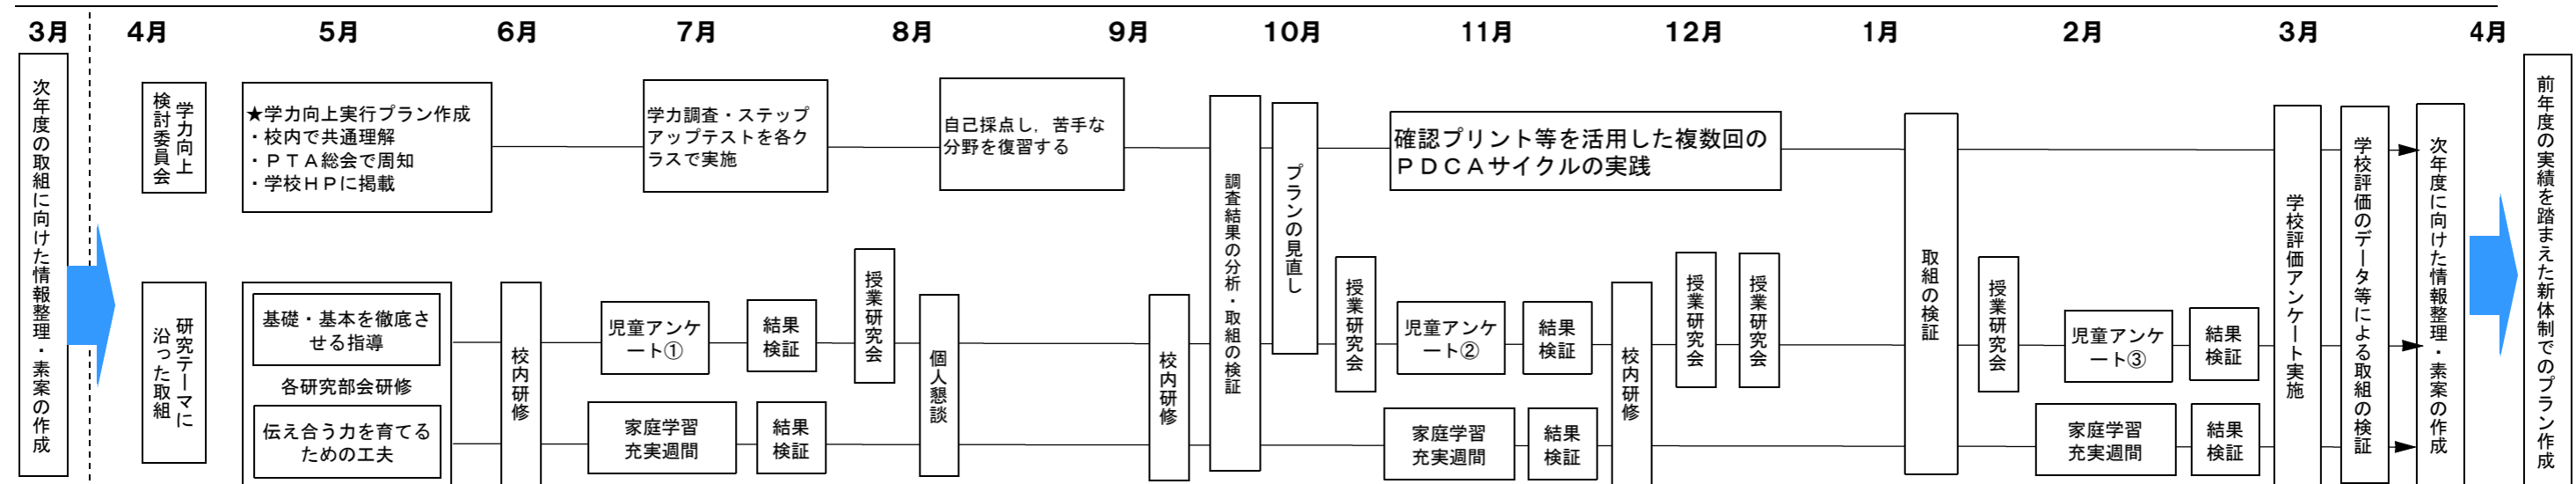 3月 4月 5月 6月 7月 8月 9月 10月 11月 12月 1月 2月 3月 4月
次年度の取組に向けた情報整理・素案の作成
学力向上
検討委員会
★学力向上実行プラン作成
・校内で共通理解
・ＰＴＡ総会で周知
・学校ＨＰに掲載
学力調査・ステップ
アップテストを各ク
ラスで実施
自己採点し，苦手な
分野を復習する
調査結果の分析・取組の検証
プランの見直し
確認プリント等を活用した複数回の
ＰＤＣＡサイクルの実践
取組の検証
学校評価アンケート実施
学校評価のデータ等による取組の検証
次年度に向けた情報整理・素案の作成
前年度の実績を踏まえた新体制でのプラン作成
研究テーマに
沿った取組
基礎・基本を徹底さ
せる指導
各研究部会研修
伝え合う力を育てる
ための工夫
校内研修
児童アンケ
ート①
結果
検証
家庭学習
充実週間
結果
検証
授業研究会
個人懇談
校内研修
授業研究会
児童アンケ
ート②
結果
検証
家庭学習
充実週間
結果
検証
校内研修
授業研究会
授業研究会
授業研究会
児童アンケ
ート③
結果
検証
家庭学習
充実週間
結果
検証